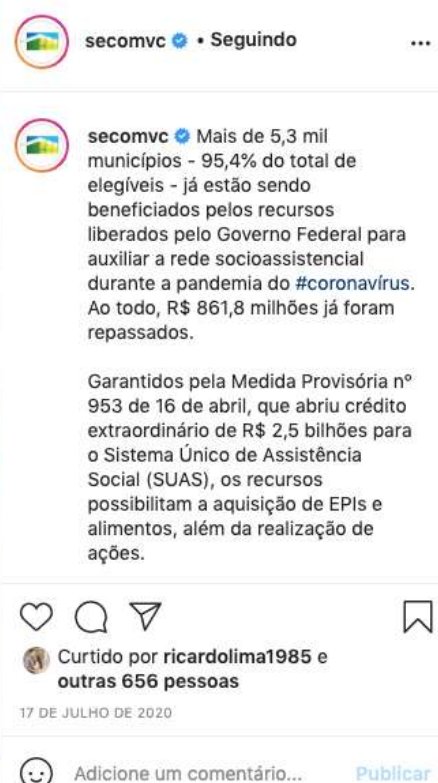 secomvc • Seguindo
secomvc Mais de 5,3 mil
municípios - 95,4% do total de
elegíveis - já estão sendo
beneficiados pelos recursos
liberados pelo Governo Federal para
auxiliar a rede socioassistencial
durante a pandemia do #coronavírus.
Ao todo, R$ 861,8 milhões já foram
repassados.
Garantidos pela Medida Provisória nº
953 de 16 de abril, que abriu crédito
extraordinário de R$ 2,5 bilhões para
o Sistema Único de Assistência
Social (SUAS), os recursos
possibilitam a aquisição de EPIs e
alimentos, além da realização de
ações.
Curtido por ricardolima1985 e
outras 656 pessoas
17 DE JULHO DE 2020
Adicione um comentário... Publicar